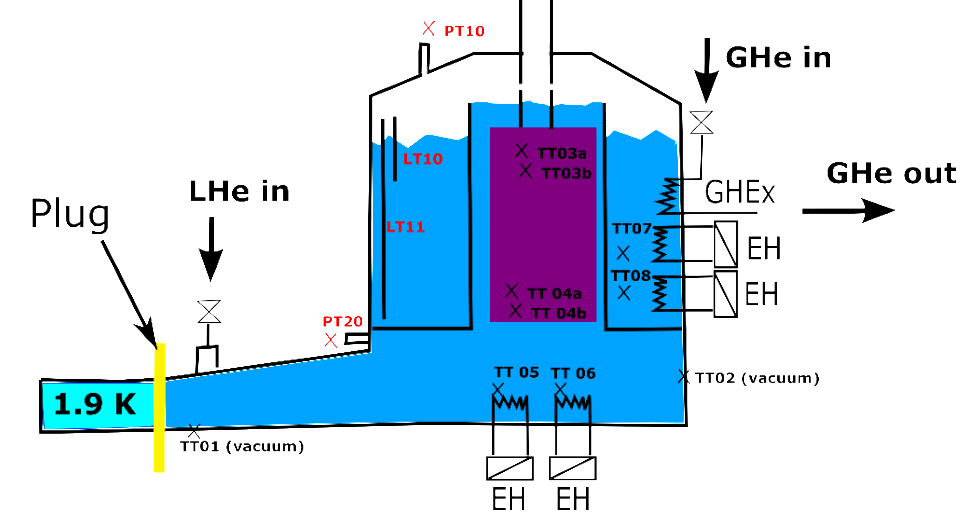 PT10
GHe in
LT10
TT03a
TT03b
GHe out
LHe in
GHEx
Plug
LT11
TT07
EH
TT08
EH
TT 04a
TT 04b
PT20
TT 05
TT 06
TT02 (vacuum)
1.9 K
TT01 (vacuum)
EH
EH